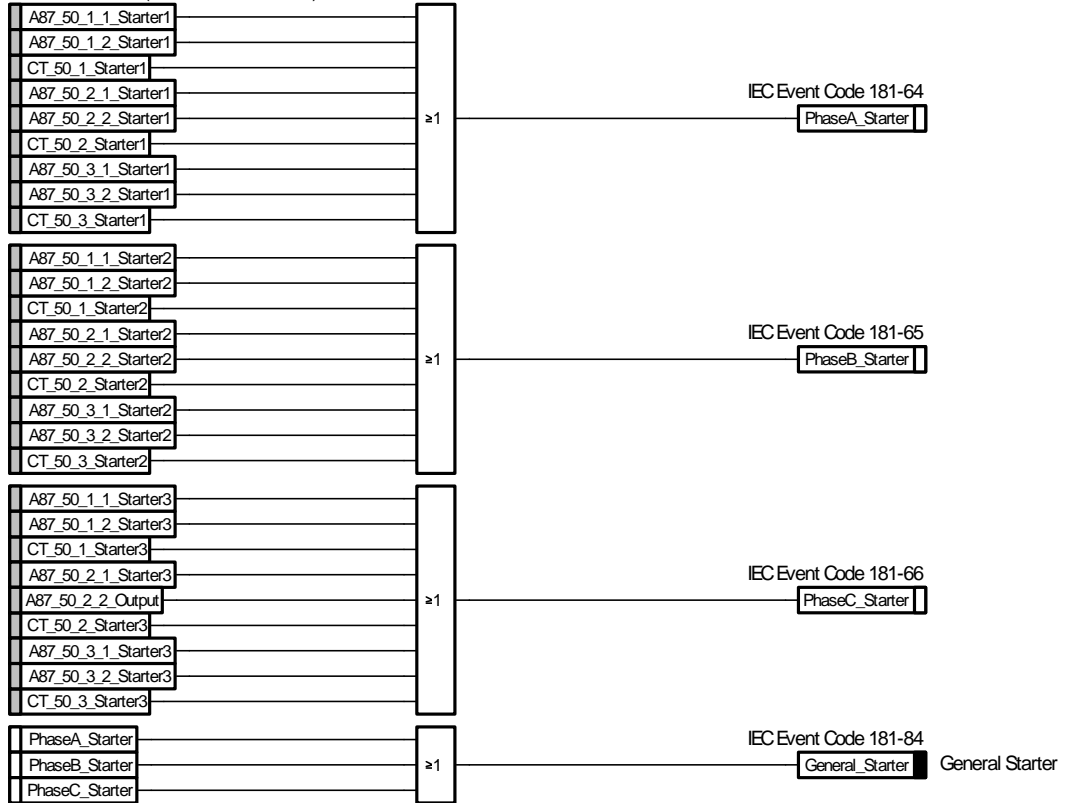 A87_50_1_1_Starter1
A87_50_1_2_Starter1
CT_50_1_Starter1
A87_50_2_1_Starter1
A87_50_2_2_Starter1
CT_50_2_Starter1
A87_50_3_1_Starter1
A87_50_3_2_Starter1
CT_50_3_Starter1
≥1
IEC Event Code 181-64
PhaseA_Starter
A87_50_1_1_Starter2
A87_50_1_2_Starter2
CT_50_1_Starter2
A87_50_2_1_Starter2
A87_50_2_2_Starter2
CT_50_2_Starter2
A87_50_3_1_Starter2
A87_50_3_2_Starter2
CT_50_3_Starter2
≥1
IEC Event Code 181-65
PhaseB_Starter
A87_50_1_1_Starter3
A87_50_1_2_Starter3
CT_50_1_Starter3
A87_50_2_1_Starter3
A87_50_2_2_Output
CT_50_2_Starter3
A87_50_3_1_Starter3
A87_50_3_2_Starter3
CT_50_3_Starter3
≥1
IEC Event Code 181-66
PhaseC_Starter
PhaseA_Starter
PhaseB_Starter
PhaseC_Starter
≥1
IEC Event Code 181-84
General_Starter
General Starter